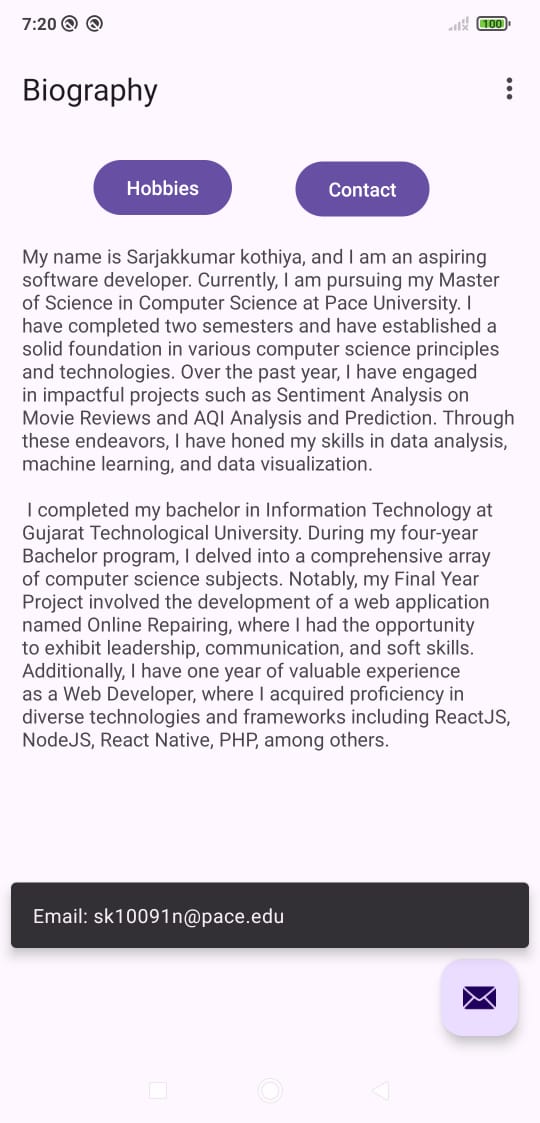 7:20
100
Biography
Hobbies
Contact
My name is Sarjakkumar kothiya, and I am an aspiring
software developer. Currently, I am pursuing my Master
of Science in Computer Science at Pace University. I
have completed two semesters and have established a
solid foundation in various computer science principles
and technologies. Over the past year, I have engaged
in impactful projects such as Sentiment Analysis on
Movie Reviews and AQI Analysis and Prediction. Through
these endeavors, I have honed my skills in data analysis,
machine learning, and data visualization.
I completed my bachelor in Information Technology at
Gujarat Technological University. During my four-year
Bachelor program, I delved into a comprehensive array
of computer science subjects. Notably, my Final Year
Project involved the development of a web application
named Online Repairing, where I had the opportunity
to exhibit leadership, communication, and soft skills.
Additionally, I have one year of valuable experience
as a Web Developer, where I acquired proficiency in
diverse technologies and frameworks including ReactJS,
NodeJS, React Native, PHP, among others.
Email: sk10091n@pace.edu